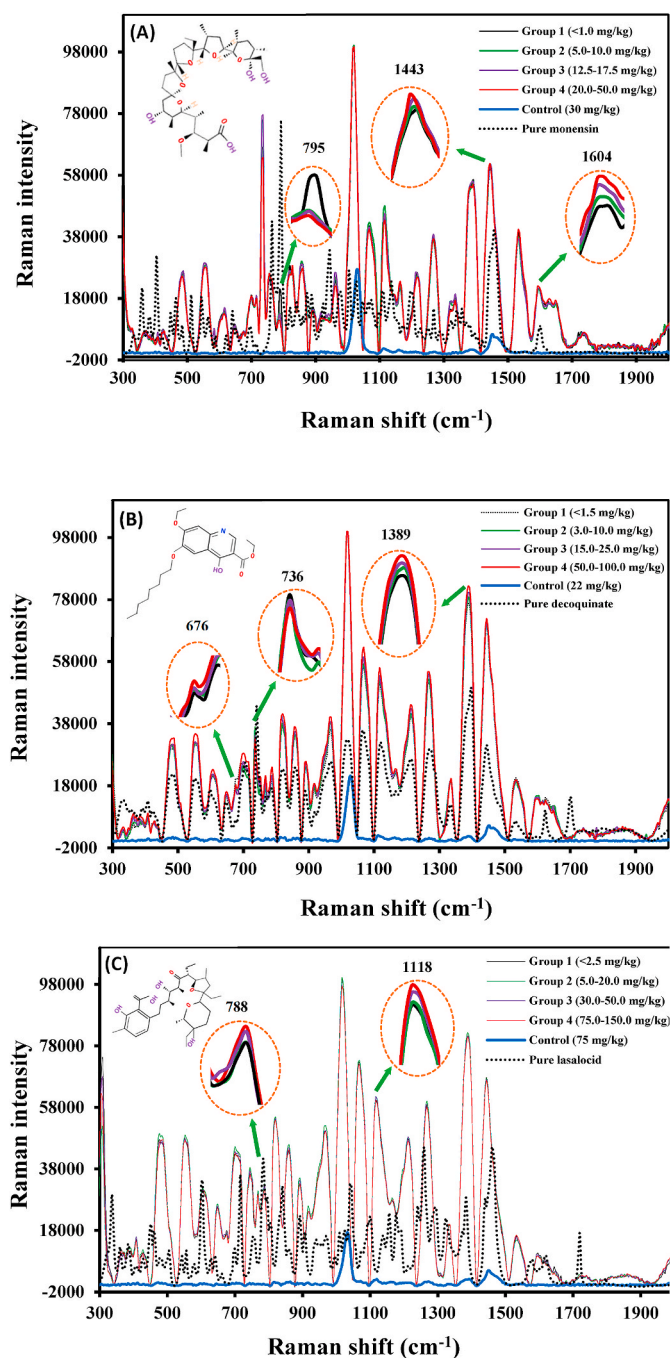 (A)
Group 1 (<1.0 mg/kg)
Group 2 (5.0-10.0 mg/kg)
Group 3 (12.5-17.5 mg/kg)
Group 4 (20.0-50.0 mg/kg)
Control (30 mg/kg)
Pure monensin
98000
78000
58000
38000
18000
-2000
Raman intensity
795
1443
1604
300 500 700 900 1100 1300 1500 1700 1900
Raman shift (cm-1)
(B)
Group 1 (<1.5 mg/kg)
Group 2 (3.0-10.0 mg/kg)
Group 3 (15.0-25.0 mg/kg)
Group 4 (50.0-100.0 mg/kg)
Control (22 mg/kg)
Pure decoquinate
98000
78000
58000
38000
18000
-2000
Raman intensity
676
736
1389
300 500 700 900 1100 1300 1500 1700 1900
Raman shift (cm-1)
(C)
Group 1 (<2.5 mg/kg)
Group 2 (5.0-20.0 mg/kg)
Group 3 (30.0-50.0 mg/kg)
Group 4 (75.0-150.0 mg/kg)
Control (75 mg/kg)
Pure lasalocid
98000
78000
58000
38000
18000
-2000
Raman intensity
788
1118
300 500 700 900 1100 1300 1500 1700 1900
Raman shift (cm-1)